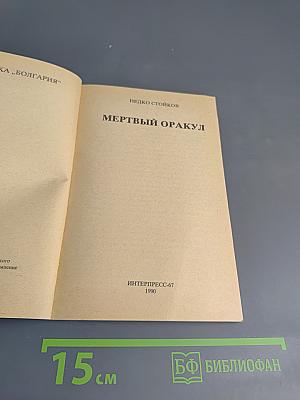 КА „БОЛГАРИЯ"
НЕДКО СТОЙКОВ
МЕРТВЫЙ ОРАКУЛ
ИНТЕРПРЕСС-67
1990
15 см
БФ БИБЛИОФАН